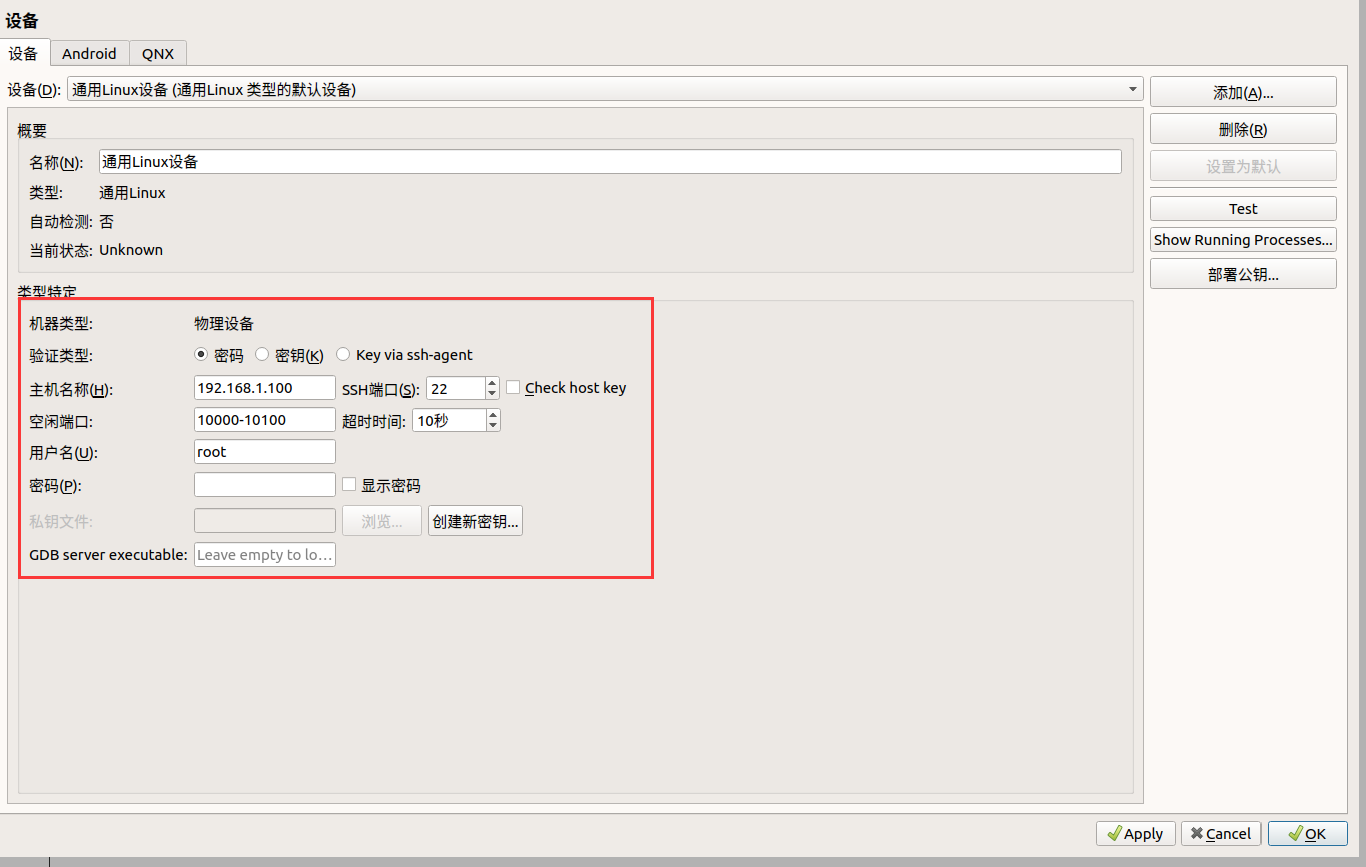 设备
设备 Android QNX
设备(D): 通用Linux设备 (通用Linux 类型的默认设备) 添加(A)...
概要 删除(R)
名称(N): 通用Linux设备 设置为默认
类型: 通用Linux
自动检测: 否 Test
当前状态: Unknown Show Running Processes...
部署公钥...
类型特定
机器类型: 物理设备
验证类型: 密码 密钥(K) Key via ssh-agent
主机名称(H): 192.168.1.100 SSH端口(S): 22 Check host key
空闲端口: 10000-10100 超时时间: 10秒
用户名(U): root
密码(P): 显示密码
私钥文件: 浏览... 创建新密钥...
GDB server executable: Leave empty to lo...
Apply Cancel OK